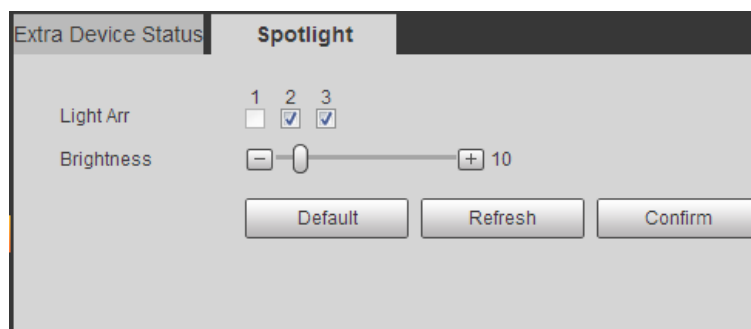 Extra Device Status Spotlight
1 2 3
Light Arr
Brightness 10
Default Refresh Confirm